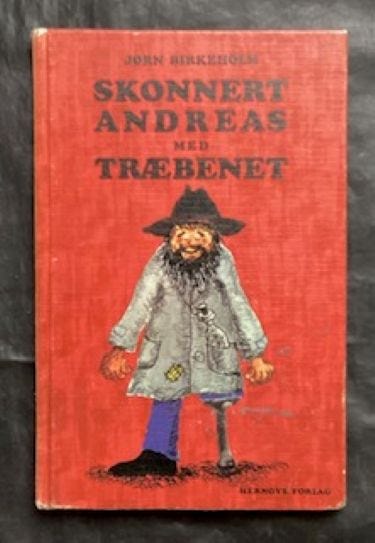 JØRN BIRKEHOLM
SKONNERT
ANDREAS
MED
TRÆBENET
HERNOVS FORLAG